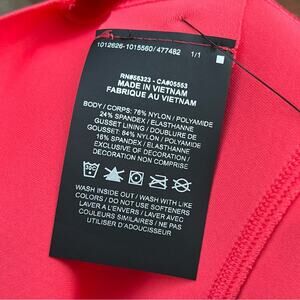 1012626-1015560/477482 1/1
RN#56323 - CA#05553
MADE IN VIETNAM
FABRIQUE AU VIETNAM
BODY / CORPS: 76% NYLON / POLYAMIDE
24% SPANDEX / ELASTHANNE
GUSSET LINING / DOUBLURE DE
GOUSSET: 84% NYLON / POLYAMIDE
16% SPANDEX / ELASTHANNE
EXCLUSIVE OF DECORATION /
DECORATION NON COMPRISE
WASH INSIDE OUT / WASH WITH LIKE
COLORS / DO NOT USE SOFTENERS
LAVER A L'ENVERS / LAVER AVEC
COULEURS SIMILAIRES / NE PAS
UTILISER D'ADOUCISSEUR